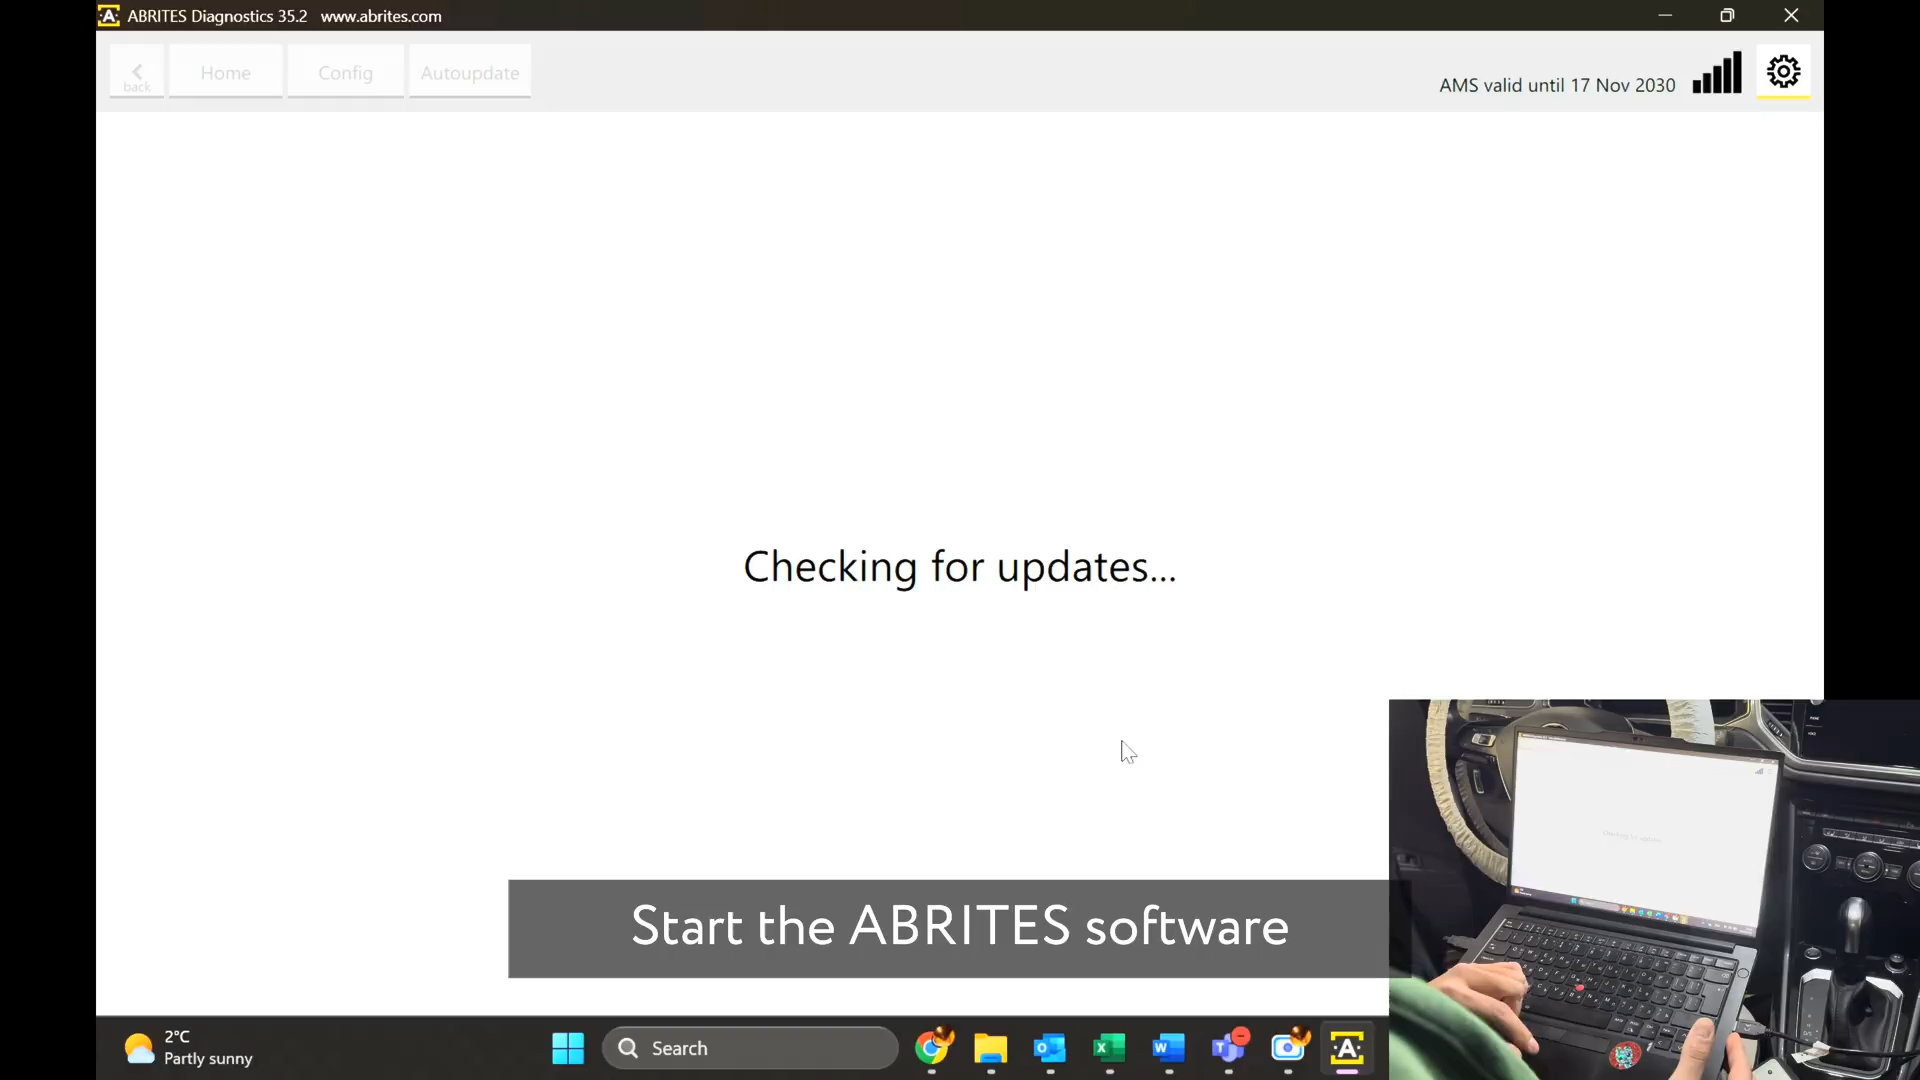 ABRITES Diagnostics 35.2 www.abrites.com
back
Home
Config
Autoupdate
AMS valid until 17 Nov 2030
Checking for updates...
Start the ABRITES software
2°C
Partly sunny
Search